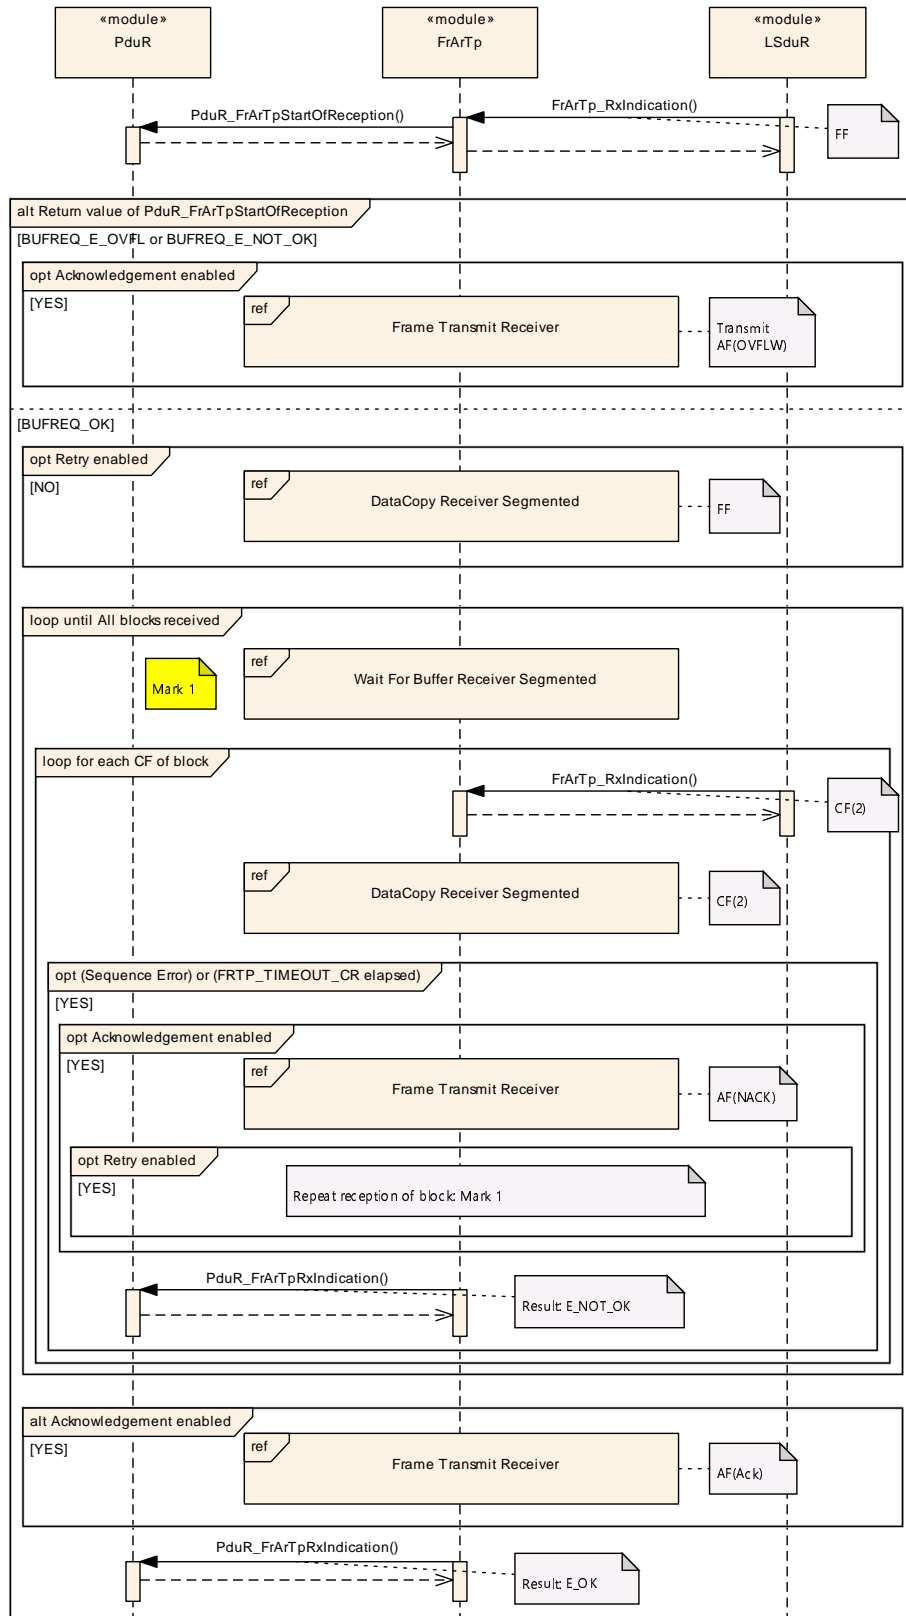 «module»
PduR
«module»
FrArTp
«module»
LSduR
FrArTp_RxIndication()
PduR_FrArTpStartOfReception()
FF
alt Return value of PduR_FrArTpStartOfReception
[BUFREQ_E_OVFL or BUFREQ_E_NOT_OK]
opt Acknowledgement enabled
[YES]
ref
Frame Transmit Receiver
Transmit
AF(OVFLW)
[BUFREQ_OK]
opt Retry enabled
[NO]
ref
DataCopy Receiver Segmented
FF
loop until All blocks received
ref
Wait For Buffer Receiver Segmented
Mark 1
loop for each CF of block
FrArTp_RxIndication()
CF(2)
ref
DataCopy Receiver Segmented
CF(2)
opt (Sequence Error) or (FRTP_TIMEOUT_CR elapsed)
[YES]
opt Acknowledgement enabled
[YES]
ref
Frame Transmit Receiver
AF(NACK)
opt Retry enabled
[YES]
Repeat reception of block: Mark 1
PduR_FrArTpRxIndication()
Result: E_NOT_OK
alt Acknowledgement enabled
[YES]
ref
Frame Transmit Receiver
AF(Ack)
PduR_FrArTpRxIndication()
Result: E_OK